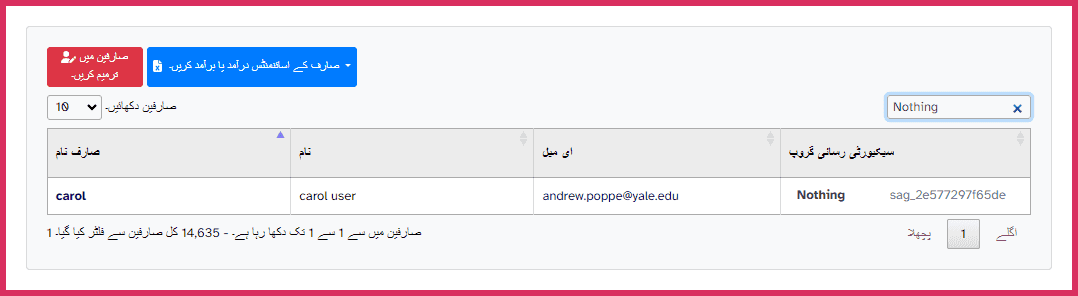 صارفین میں ترمیم کریں۔
صارف کے اسائنمنٹس درآمد یا برآمد کریں۔
10 صارفین دکھائیں۔
Nothing
صارف نام
نام
ای میل
سیکیورٹی رسائی گروپ
carol
carol user
andrew.poppe@yale.edu
Nothing sag_2e577297f65de
صارفین میں سے 1 سے 1 تک دکھا رہا ہے۔ - 14,635 کل صارفین سے فلٹر کیا گیا۔ 1
پچھلا 1 اگلے